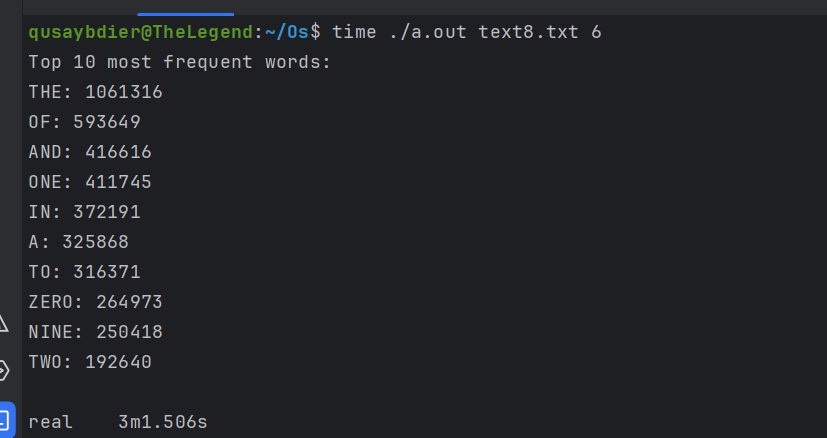 qusaybdier@TheLegend:~/Os$ time ./a.out text8.txt 6
Top 10 most frequent words:
THE: 1061316
OF: 593649
AND: 416616
ONE: 411745
IN: 372191
A: 325868
TO: 316371
ZERO: 264973
NINE: 250418
TWO: 192640
real    3m1.506s